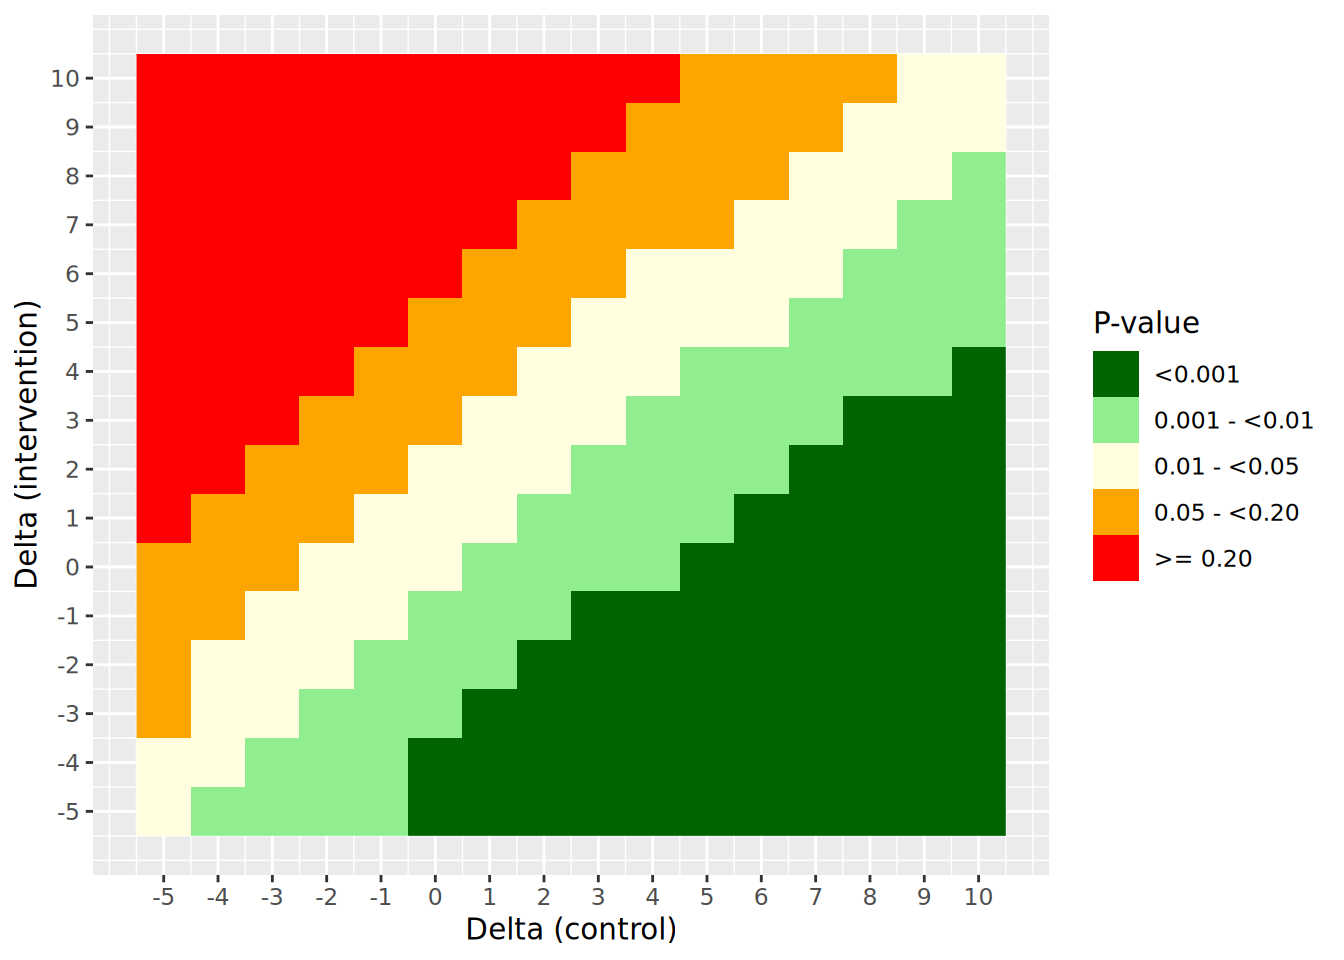 10
9
8
7
6
5
4
3
2
1
0
-1
-2
-3
-4
-5
Delta (intervention)
-5 -4 -3 -2 -1 0 1 2 3 4 5 6 7 8 9 10
Delta (control)
P-value
<0.001
0.001 - <0.01
0.01 - <0.05
0.05 - <0.20
>= 0.20